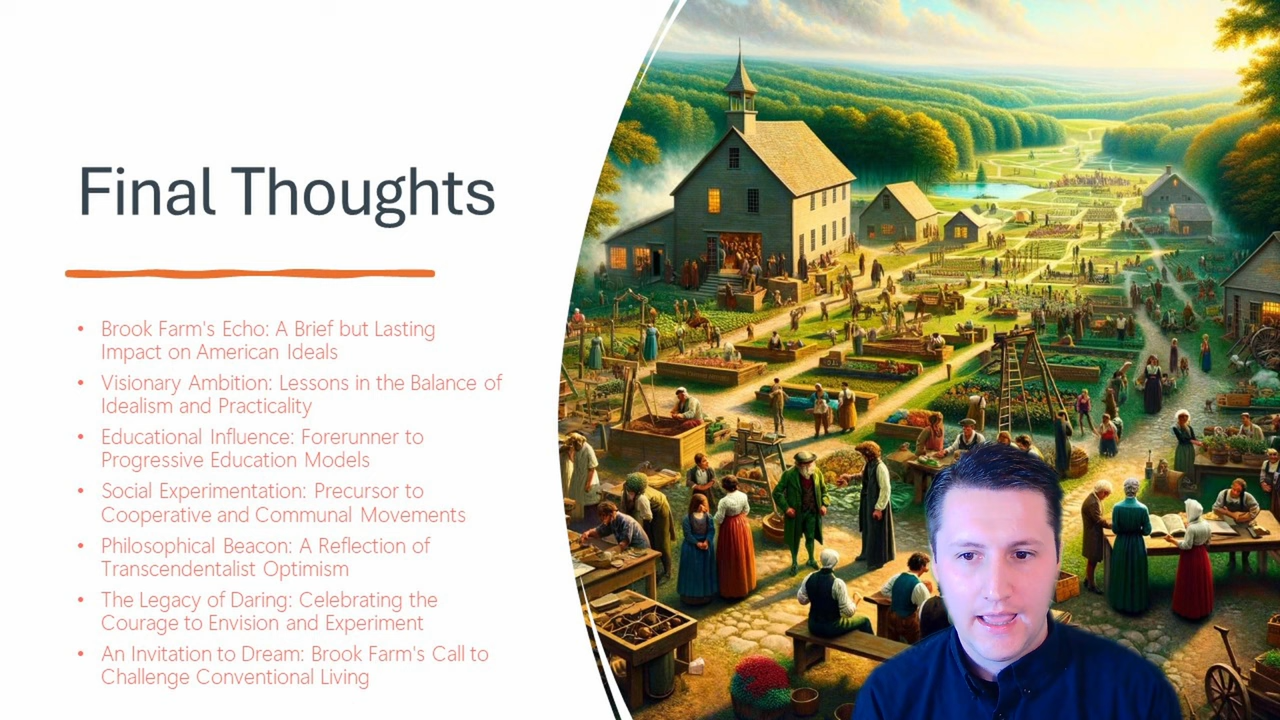 Final Thoughts
• Brook Farm's Echo: A Brief but Lasting
Impact on American Ideals
• Visionary Ambition: Lessons in the Balance of
Idealism and Practicality
• Educational Influence: Forerunner to
Progressive Education Models
• Social Experimentation: Precursor to
Cooperative and Communal Movements
• Philosophical Beacon: A Reflection of
Transcendentalist Optimism
• The Legacy of Daring: Celebrating the
Courage to Envision and Experiment
• An Invitation to Dream: Brook Farm's Call to
Challenge Conventional Living